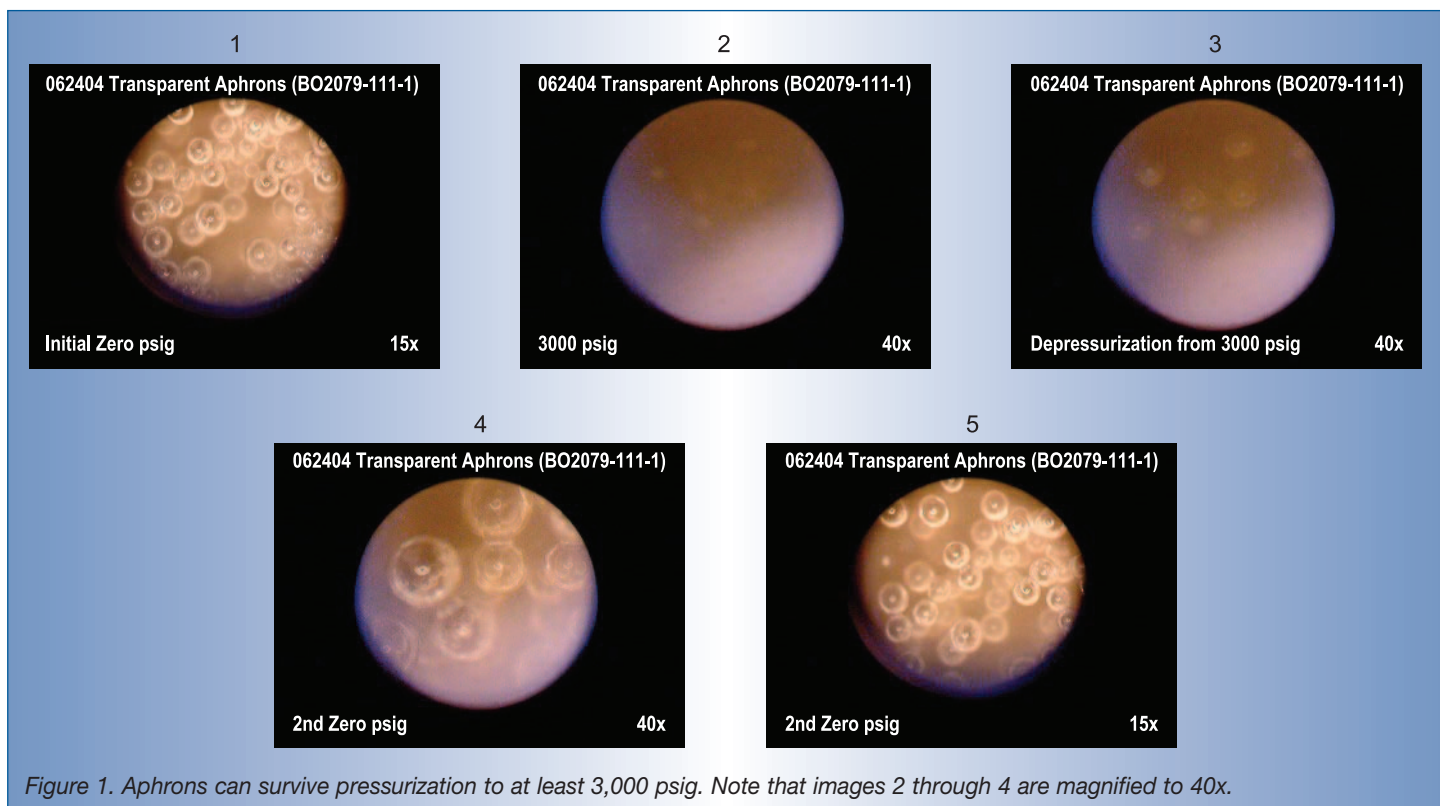 1
062404 Transparent Aphrons (BO2079-111-1)
Initial Zero psig 15x
2
062404 Transparent Aphrons (BO2079-111-1)
3000 psig 40x
3
062404 Transparent Aphrons (BO2079-111-1)
Depressurization from 3000 psig 40x
4
062404 Transparent Aphrons (BO2079-111-1)
2nd Zero psig 40x
5
062404 Transparent Aphrons (BO2079-111-1)
2nd Zero psig 15x
Figure 1. Aphrons can survive pressurization to at least 3,000 psig. Note that images 2 through 4 are magnified to 40x.